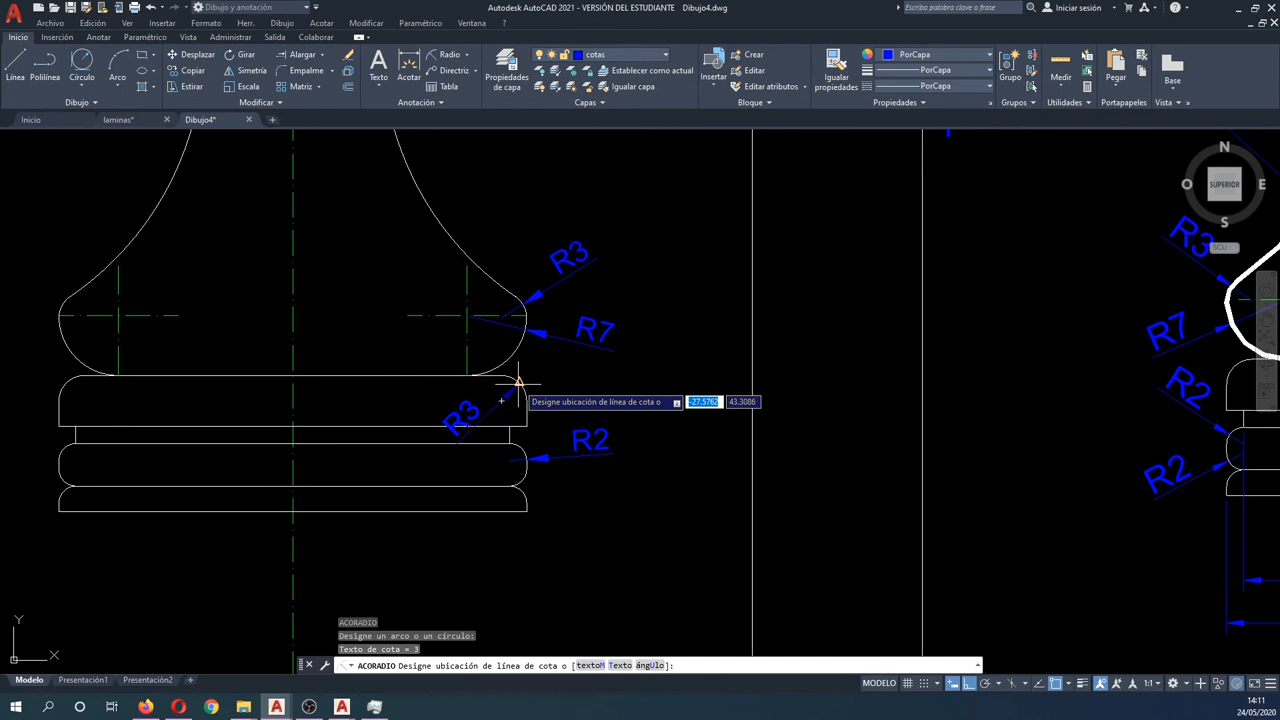 Dibujo y anotación
Autodesk AutoCAD 2021 - VERSIÓN DEL ESTUDIANTE Dibujo4.dwg
Escriba palabra clave o frase
Iniciar sesión
Archivo Edición Ver Insertar Formato Herr. Dibujo Acotar Modificar Paramétrico Ventana
Inicio Inserción Anotar Paramétrico Vista Administrar Salida Colaborar
Línea Polilínea Círculo Arco
Desplazar Girar Alargar
Copiar Simetría Empalme
Estirar Escala Matriz
Texto Acotar
Radio
Directriz
Tabla
Propiedades de capa
cotas
Establecer como actual
Igualar capa
Insertar
Crear
Editar
Editar atributos
Igualar propiedades
PorCapa
PorCapa
PorCapa
Grupo
Medir
Pegar
Base
Dibujo Modificar Anotación Capas Bloque Propiedades Grupos Utilidades Portapapeles Vista
Inicio laminas* Dibujo4*
N
O SUPERIOR E
S
SCU
R3
R7
R3
R2
R3
R7
R2
R2
Designe ubicación de línea de cota o -27.5762 43.3086
ACORADIO
Designe un arco o un círculo:
Texto de cota = 3
ACORADIO Designe ubicación de línea de cota o [textoM Texto ángUlo]:
Y
X
Modelo Presentación1 Presentación2
MODELO
1:1
14:11
24/05/2020